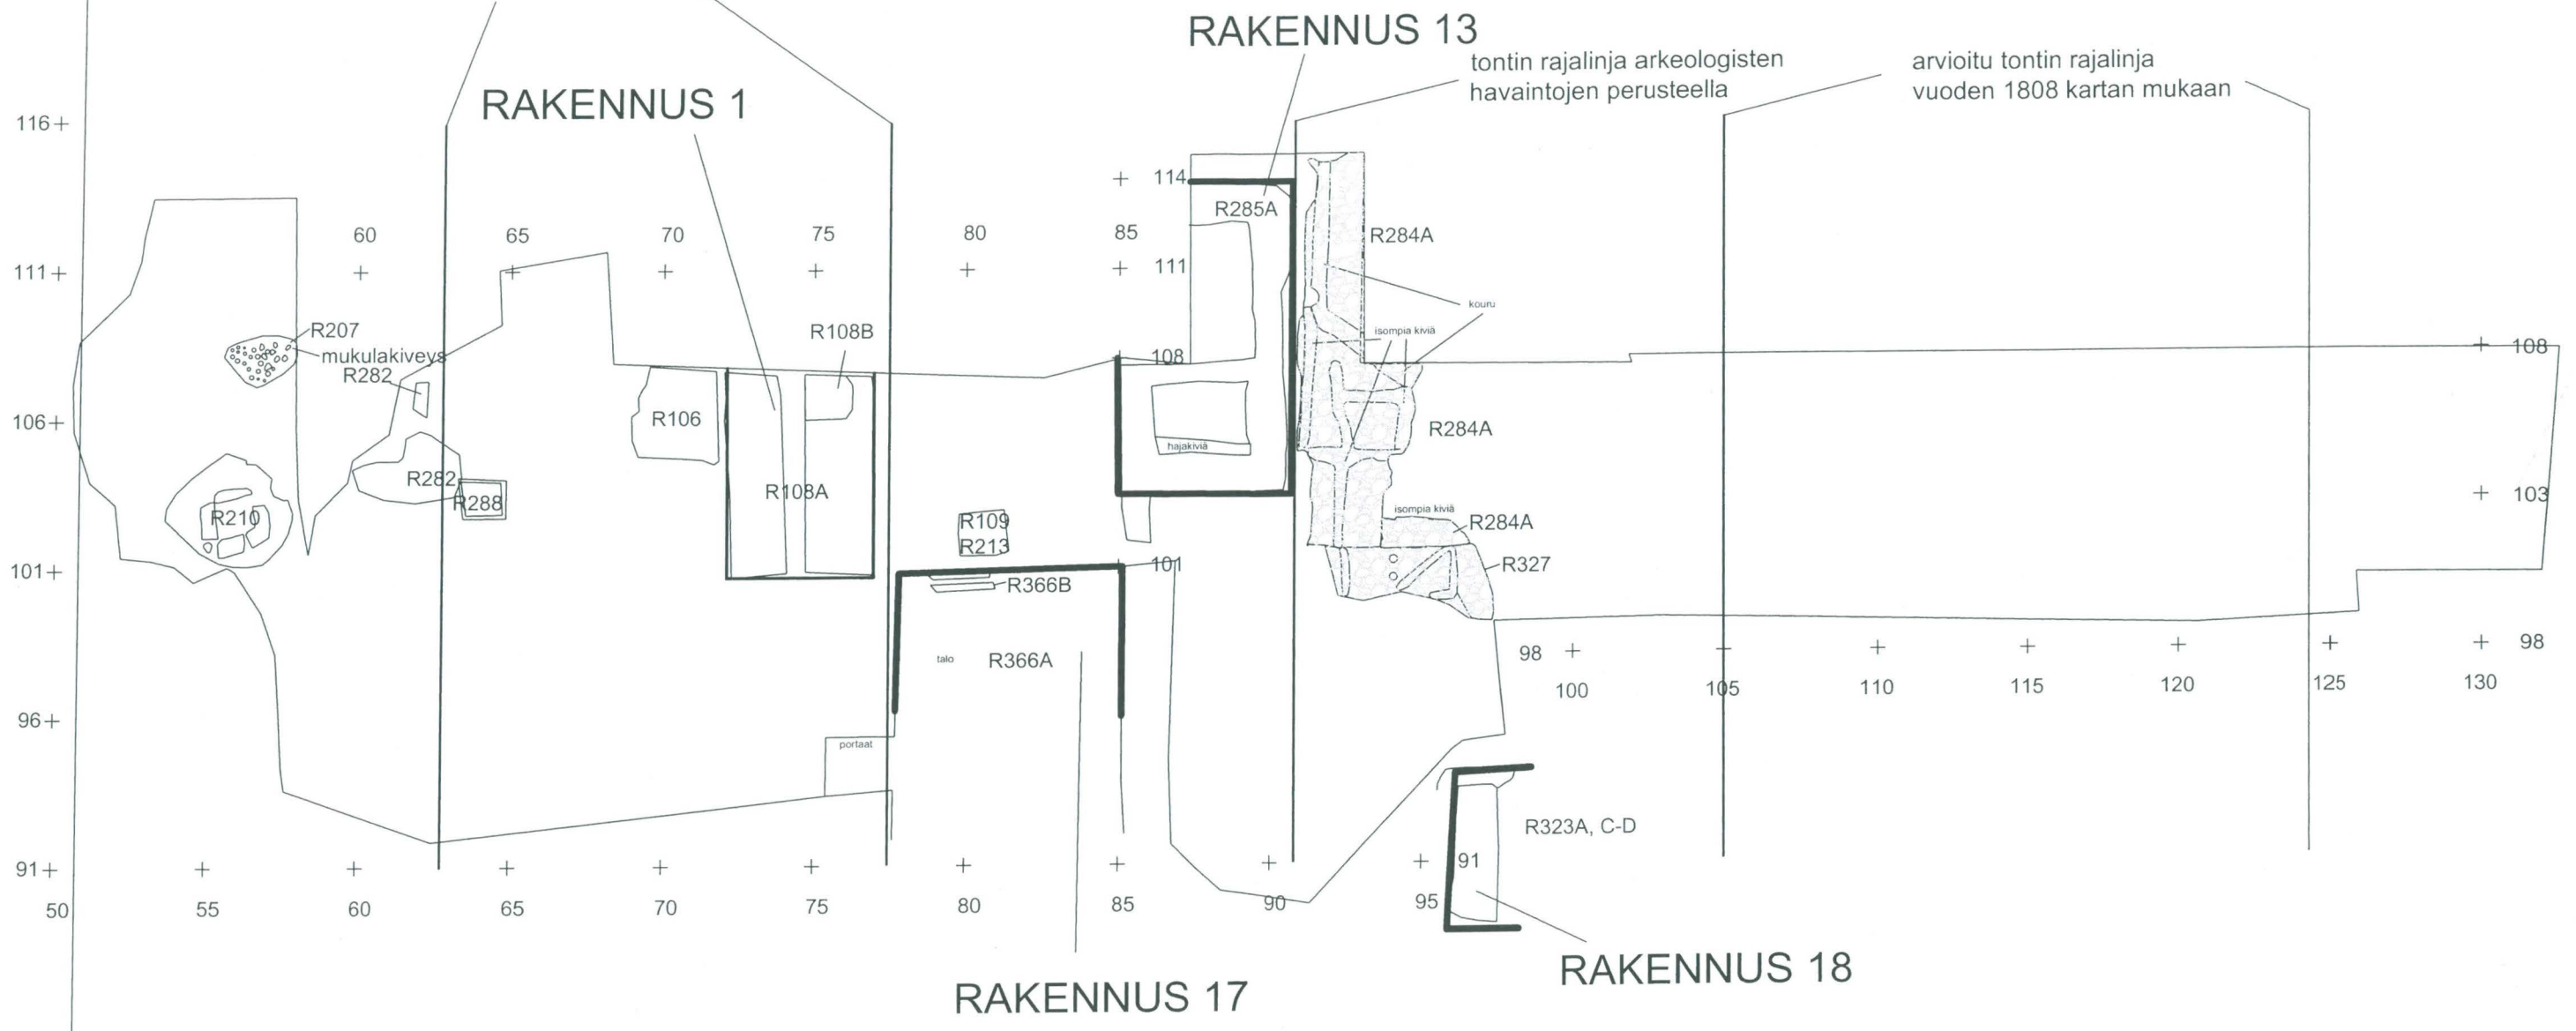 RAKENNUS 13
tontin rajalinja arkeologisten
havaintojen perusteella
arvioitu tontin rajalinja
vuoden 1808 kartan mukaan
RAKENNUS 1
116+
114
R285A
60
65
70
75
80
85
R284A
111+
111
kouru
R207
mukulakiveys
R282
R108B
isompia kiviä
108
108
106+
R106
hajakiviä
R284A
R282
R288
R108A
103
R210
R109
R213
isompia kiviä
R284A
101+
101
R327
R366B
talo
R366A
98
98
100
105
110
115
120
125
130
96+
portaat
R323A, C-D
91+
91
50
55
60
65
70
75
80
85
90
95
RAKENNUS 18
RAKENNUS 17